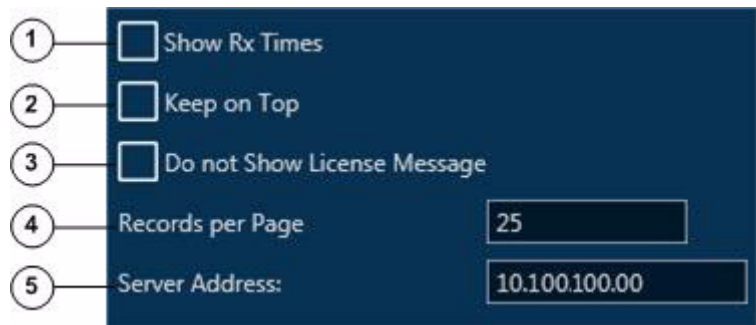 1 Show Rx Times
2 Keep on Top
3 Do not Show License Message
4 Records per Page 25
5 Server Address: 10.100.100.00